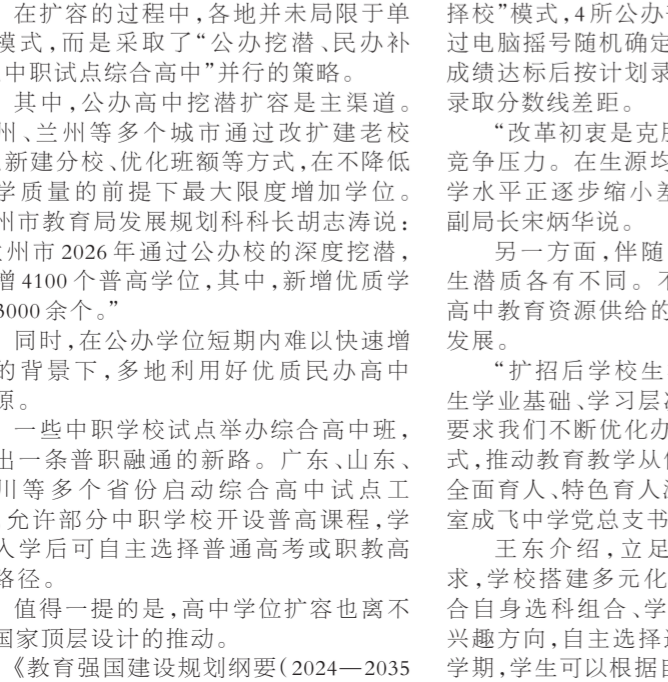 在扩容的过程中,各地并未局限于单
模式,而是采取了“公办挖潜、民办补
中职试点综合高中”并行的策略。
其中,公办高中挖潜扩容是主渠道。
州、兰州等多个城市通过改扩建老校
新建分校、优化班额等方式,在不降低
学质量的前提下最大限度增加学位。
州市教育局发展规划科科长胡志涛说:
州市2026年通过公办校的深度挖潜,
增4100个普高学位,其中,新增优质学
3000余个。”
同时,在公办学位短期内难以快速增
的背景下,多地利用好优质民办高中
源。
一些中职学校试点举办综合高中班,
出一条普职融通的新路。广东、山东、
川等多个省份启动综合高中试点工
允许部分中职学校开设普高课程,学
入学后可自主选择普通高考或职教高
路径。
值得一提的是,高中学位扩容也离不
国家顶层设计的推动。
《教育强国建设规划纲要(2024—2035
择校”模式,4所公办
过电脑摇号随机确定
成绩达标后按计划录
录取分数线差距。
“改革初衷是克服
竞争压力。在生源均
学水平正逐步缩小差
副局长宋炳华说。
另一方面,伴随
生潜质各有不同。不
高中教育资源供给的
发展。
“扩招后学校生
生学业基础、学习层次
要求我们不断优化办
式,推动教育教学从
全面育人、特色育人
室成飞中学党总支书
王东介绍,立足
求,学校搭建多元化
合自身选科组合、学
兴趣方向,自主选择
学期,学生可以根据